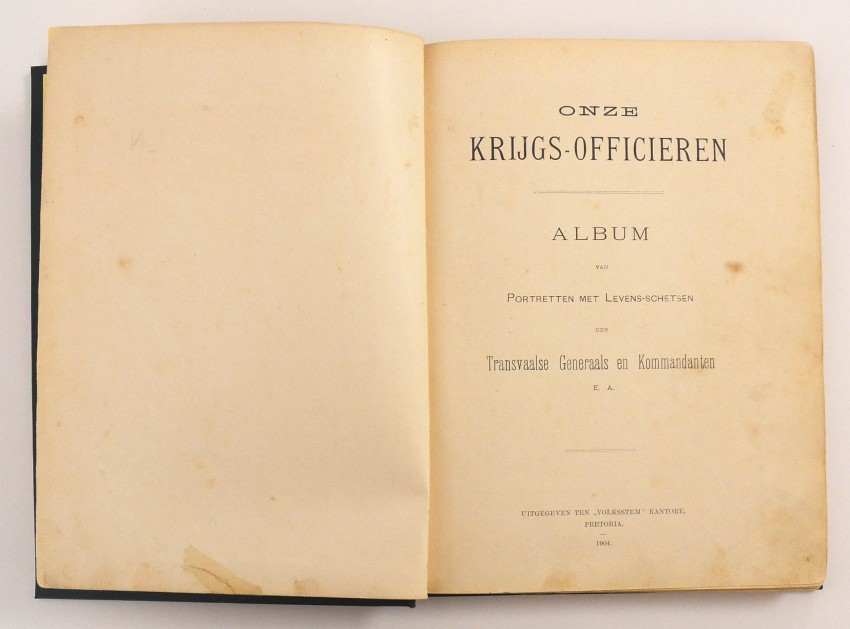 ONZE
KRIJGS-OFFICIEREN
ALBUM
VAN
PORTRETTEN MET LEVENS-SCHETSEN
DER
Transvaalse Generaals en Kommandanten
E. A.
UITGEGEVEN TEN „VOLKSSTEM” KANTORE,
PRETORIA.
1904.